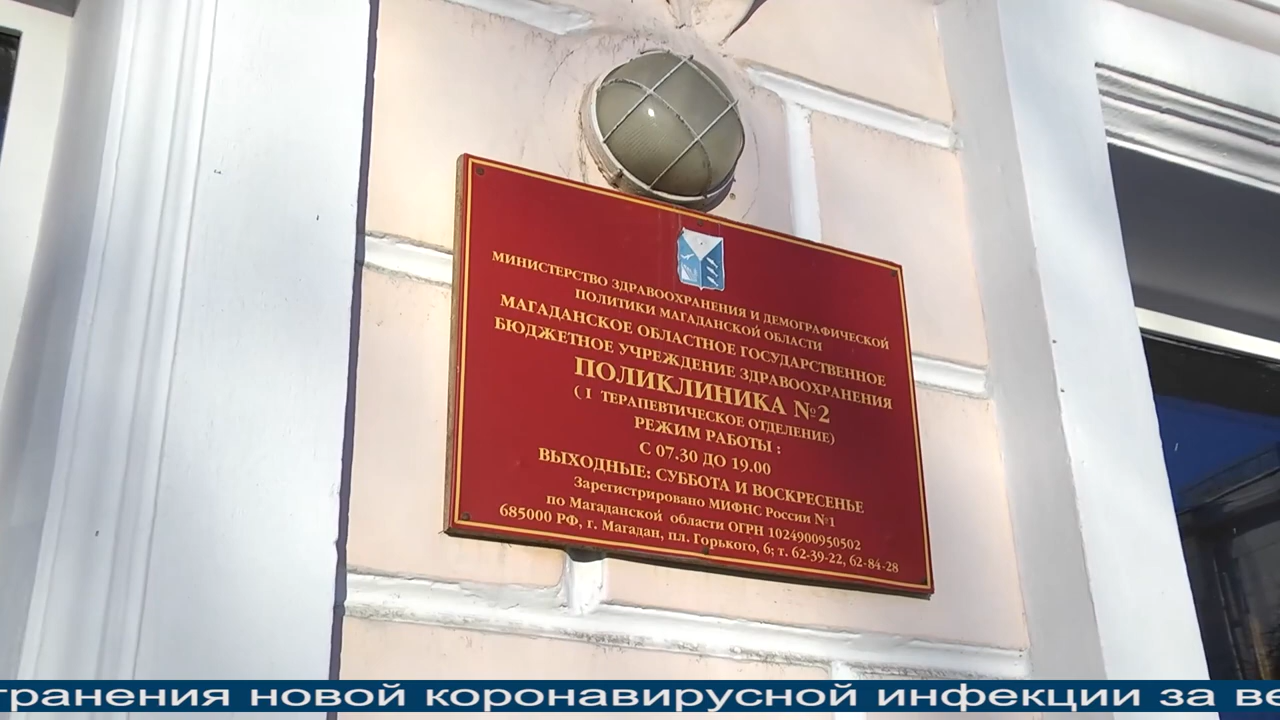 МИНИСТЕРСТВО ЗДРАВООХРАНЕНИЯ И ДЕМОГРАФИЧЕСКОЙ
ПОЛИТИКИ МАГАДАНСКОЙ ОБЛАСТИ
МАГАДАНСКОЕ ОБЛАСТНОЕ ГОСУДАРСТВЕННОЕ
БЮДЖЕТНОЕ УЧРЕЖДЕНИЕ ЗДРАВООХРАНЕНИЯ
ПОЛИКЛИНИКА №2
( I ТЕРАПЕВТИЧЕСКОЕ ОТДЕЛЕНИЕ)
РЕЖИМ РАБОТЫ :
С 07.30 ДО 19.00
ВЫХОДНЫЕ: СУББОТА И ВОСКРЕСЕНЬЕ
Зарегистрировано МИФНС России №1
по Магаданской области ОГРН 1024900950502
685000 РФ, г. Магадан, пл. Горького, 6; т. 62-39-22, 62-84-28
транения новой коронавирусной инфекции за ве